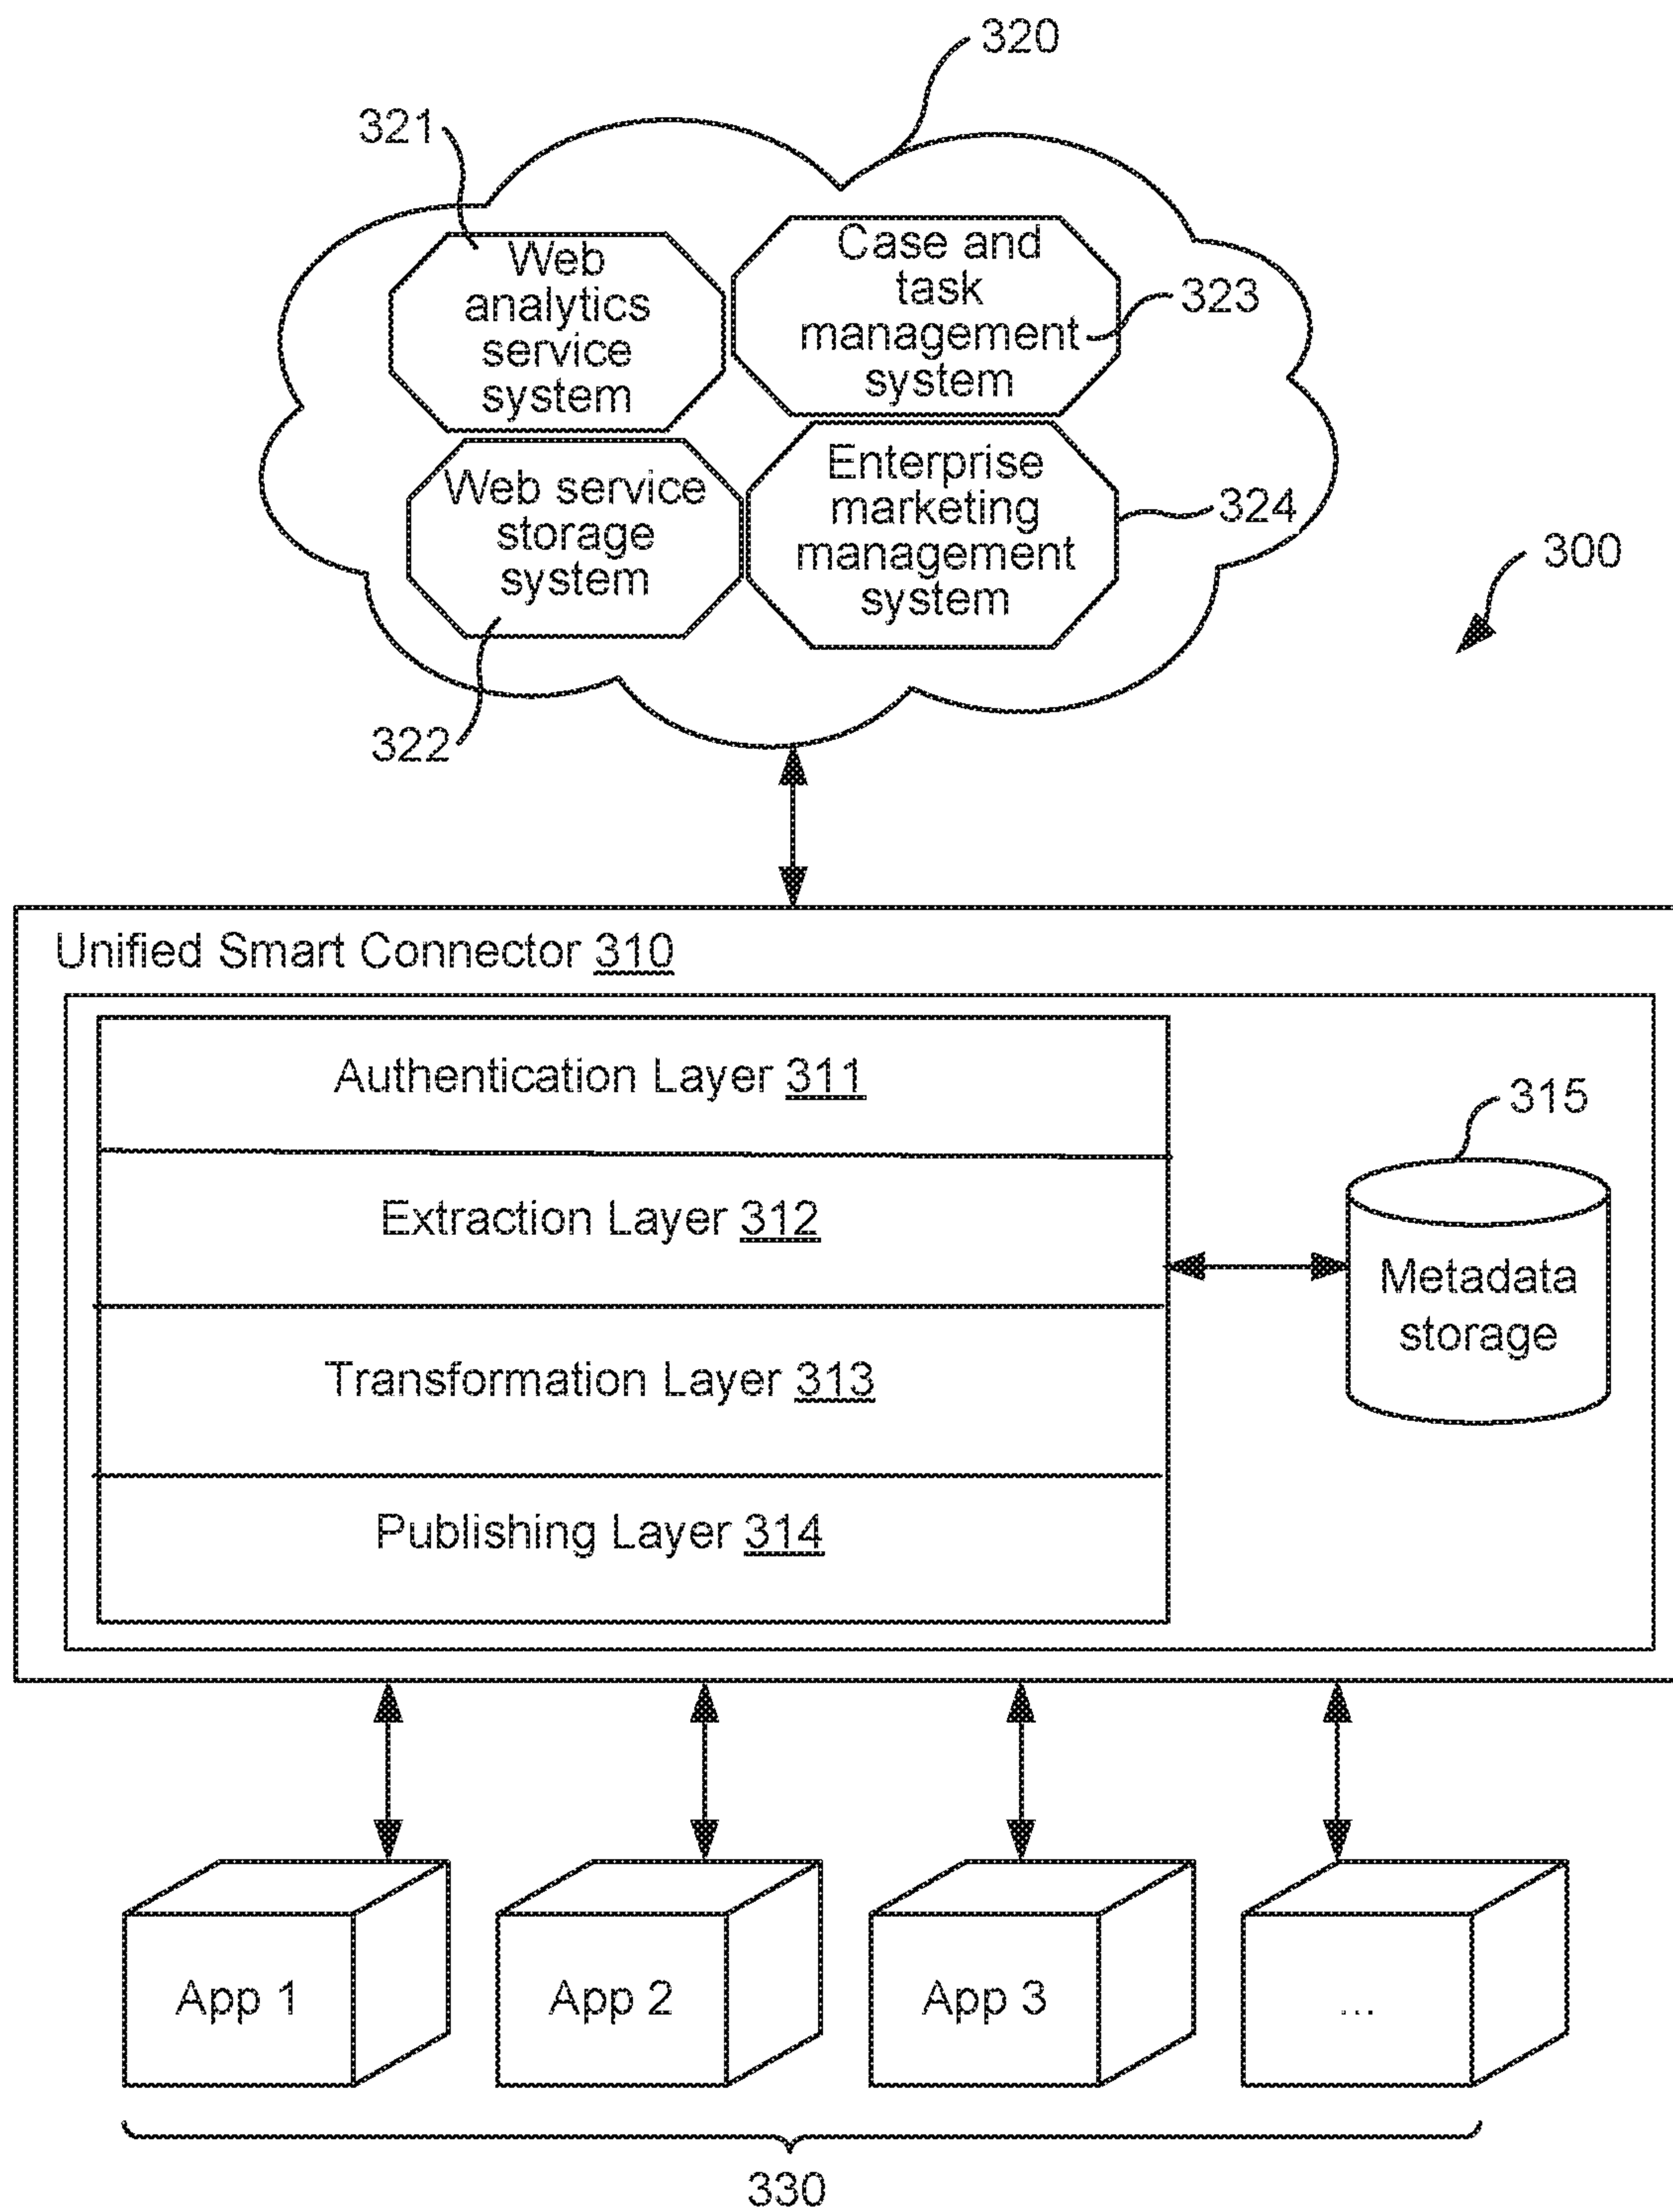 320
321
Web
analytics
service
system
Case and
task
management
system
323
Web service
storage
system
Enterprise
marketing
management
system
324
300
322
Unified Smart Connector 310
Authentication Layer 311
315
Extraction Layer 312
Metadata
storage
Transformation Layer 313
Publishing Layer 314
App 1
App 2
App 3
...
330